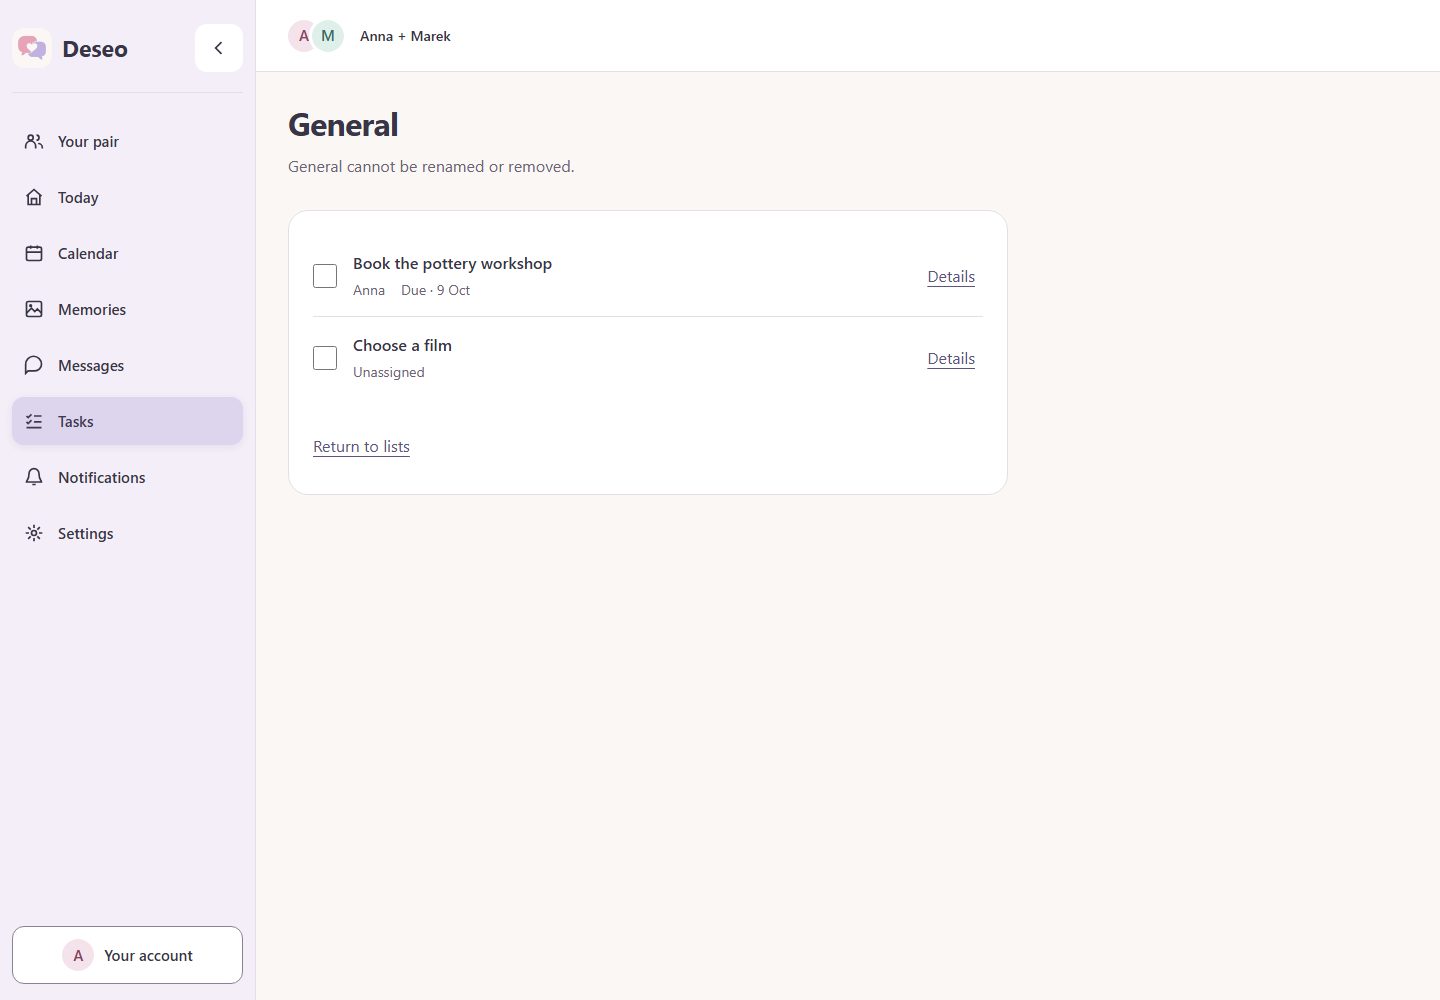 Deseo
Your pair
Today
Calendar
Memories
Messages
Tasks
Notifications
Settings
A Your account
A M Anna + Marek
General
General cannot be renamed or removed.
Book the pottery workshop
Anna Due · 9 Oct
Details
Choose a film
Unassigned
Details
Return to lists